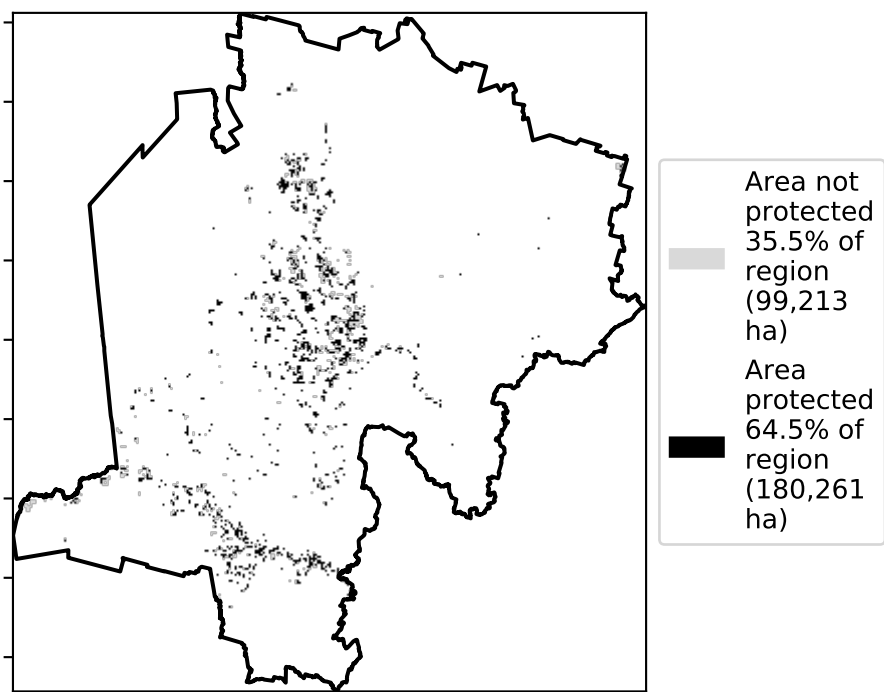 Area not
protected
35.5% of
region
(99,213
ha)
Area
protected
64.5% of
region
(180,261
ha)